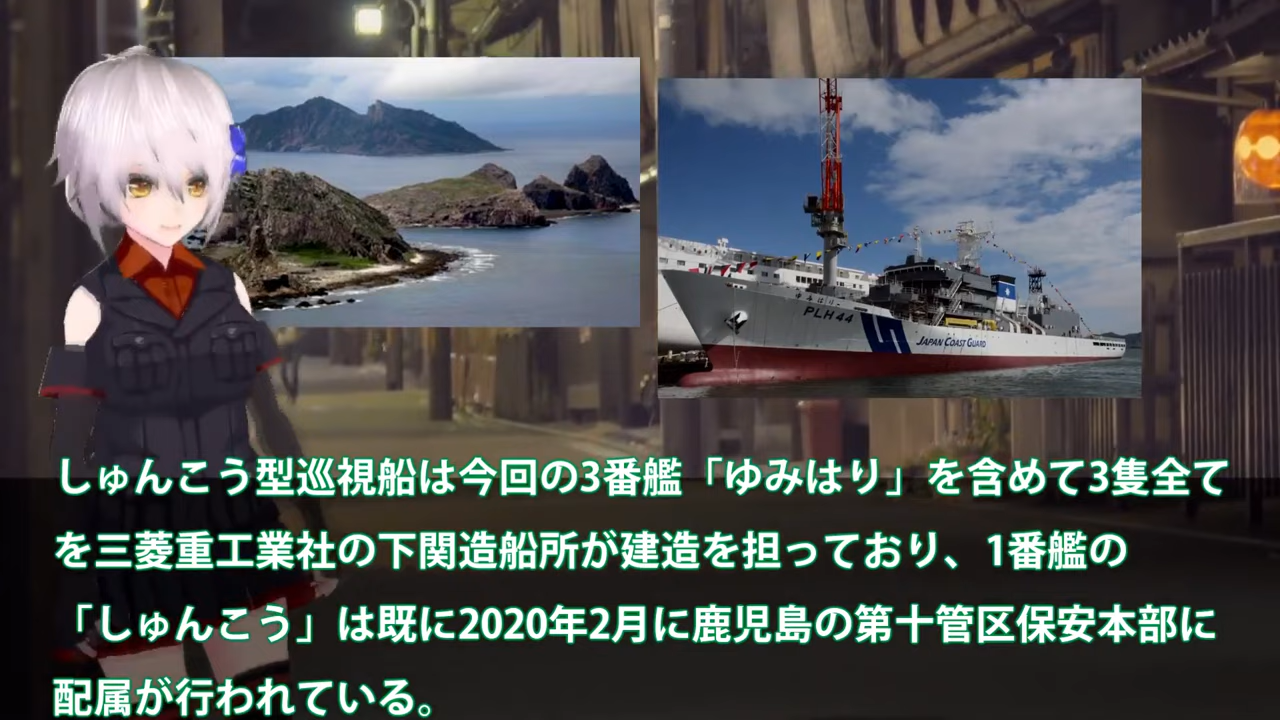 ゆみはり
PLH44
JAPAN COAST GUARD
しゅんこう型巡視船は今回の3番艦「ゆみはり」を含めて3隻全て
を三菱重工業社の下関造船所が建造を担っており、1番艦の
「しゅんこう」は既に2020年2月に鹿児島の第十管区保安本部に
配属が行われている。